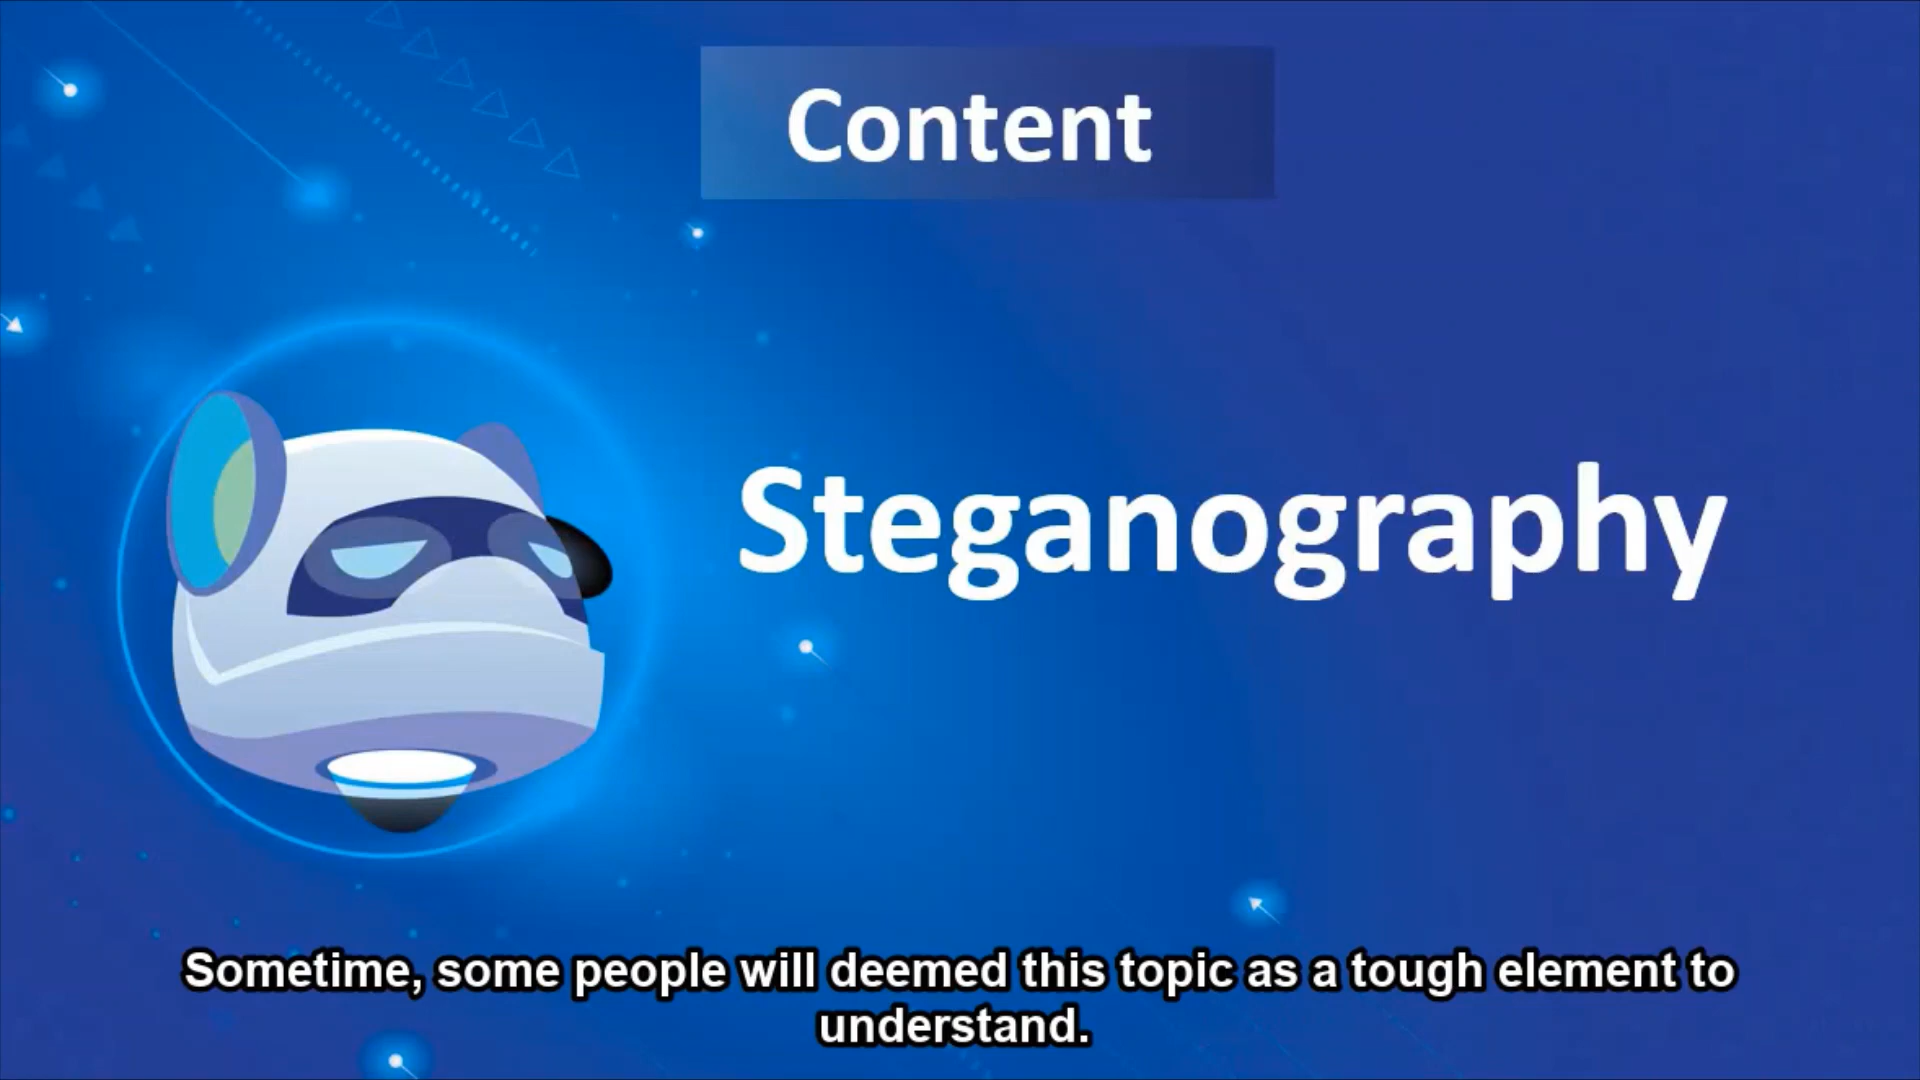 Content
Steganography
Sometime, some people will deemed this topic as a tough element to
understand.